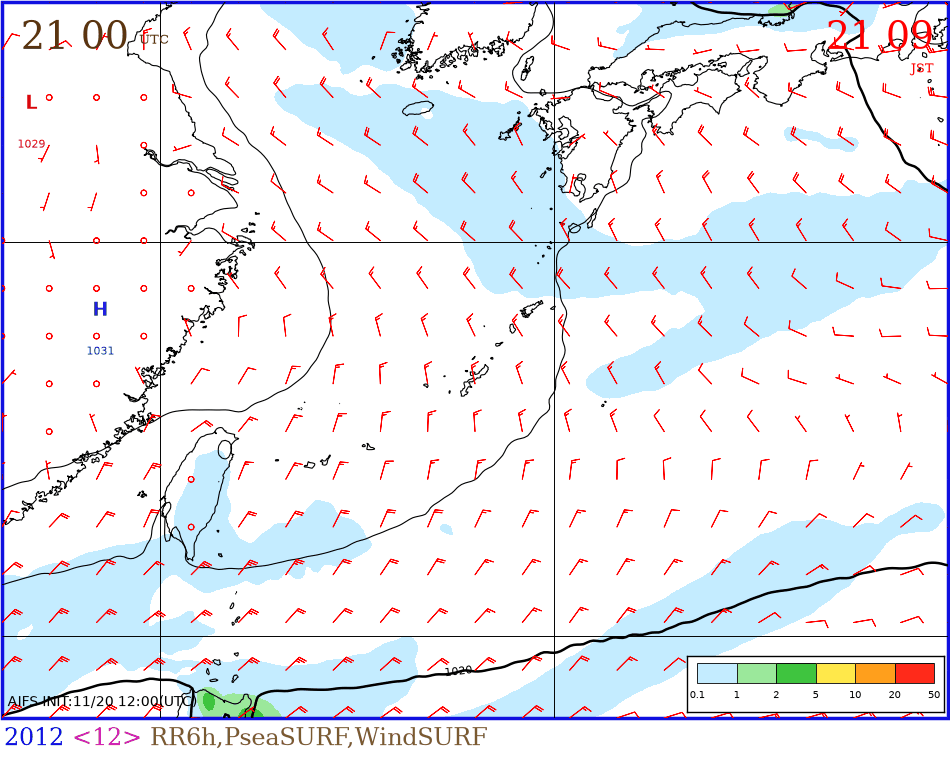 21 00 UTC
21 09
JST
L
1029
H
1031
1020
AIFS INIT:11/20 12:00(UTC)
0.1 1 2 5 10 20 50
2012 <12> RR6h,PseaSURF,WindSURF